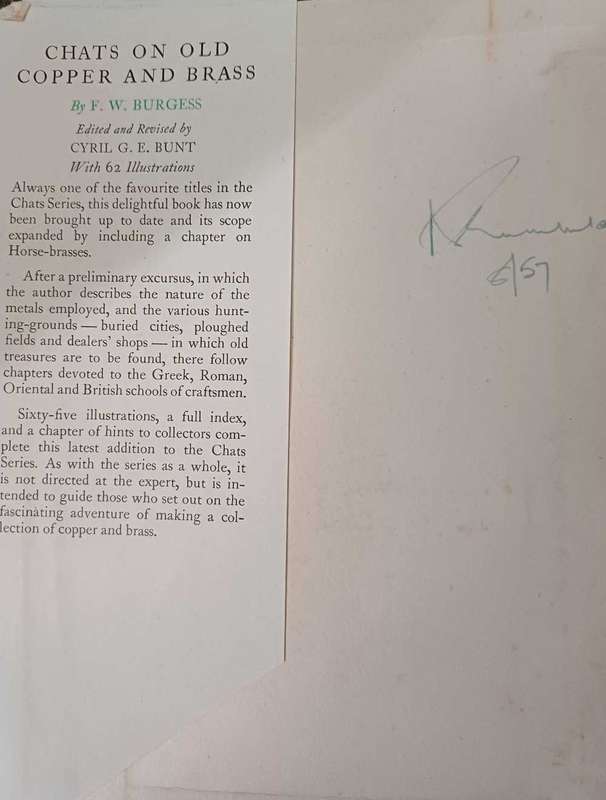 CHATS ON OLD
COPPER AND BRASS
By F. W. BURGESS
Edited and Revised by
CYRIL G. E. BUNT
With 62 Illustrations
Always one of the favourite titles in the
Chats Series, this delightful book has now
been brought up to date and its scope
expanded by including a chapter on
Horse-brasses.
After a preliminary excursus, in which
the author describes the nature of the
metals employed, and the various hunt-
ing-grounds — buried cities, ploughed
fields and dealers' shops — in which old
treasures are to be found, there follow
chapters devoted to the Greek, Roman,
Oriental and British schools of craftsmen.
Sixty-five illustrations, a full index,
and a chapter of hints to collectors com-
plete this latest addition to the Chats
Series. As with the series as a whole, it
is not directed at the expert, but is in-
tended to guide those who set out on the
fascinating adventure of making a col-
lection of copper and brass.
8/57